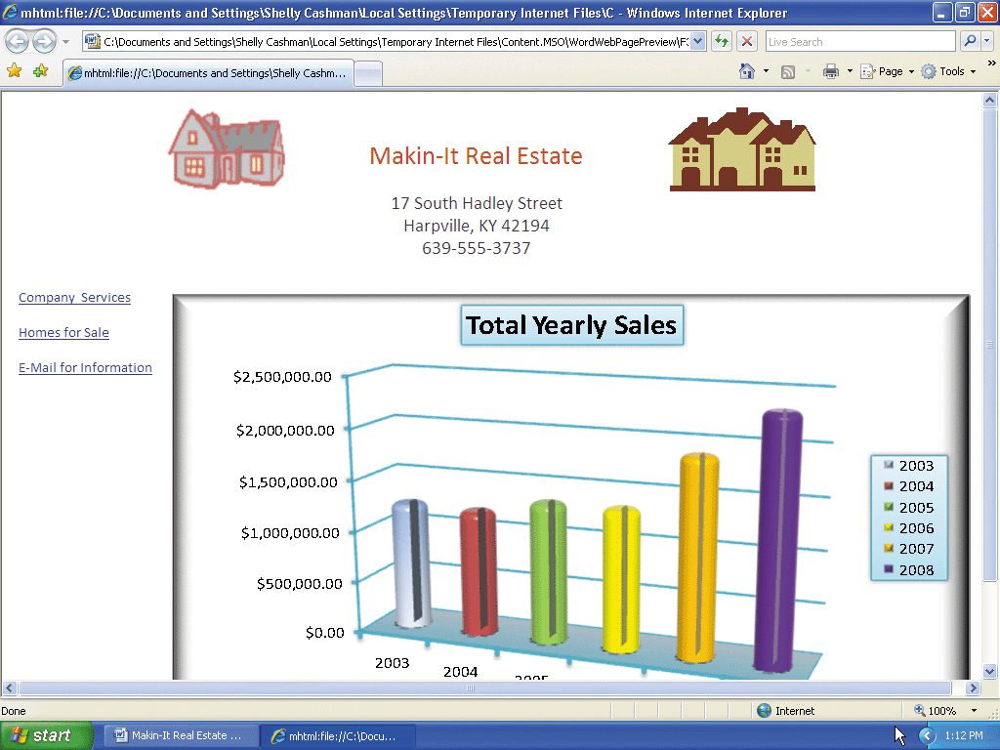 mhtml:file://C:\Documents and Settings\Shelly Cashman\Local Settings\Temporary Internet Files\C - Windows Internet Explorer
C:\Documents and Settings\Shelly Cashman\Local Settings\Temporary Internet Files\Content.MSO\WordWebPagePreview\F:
Live Search
mhtml:file://C:\Documents and Settings\Shelly Cashm...
Page
Tools
»
Makin-It Real Estate
17 South Hadley Street
Harpville, KY 42194
639-555-3737
Company Services
Homes for Sale
E-Mail for Information
Total Yearly Sales
$2,500,000.00
$2,000,000.00
$1,500,000.00
$1,000,000.00
$500,000.00
$0.00
2003
2004
2005
2003
2004
2005
2006
2007
2008
Done
Internet
100%
start
Makin-It Real Estate ...
mhtml:file://C:\Docu...
1:12 PM